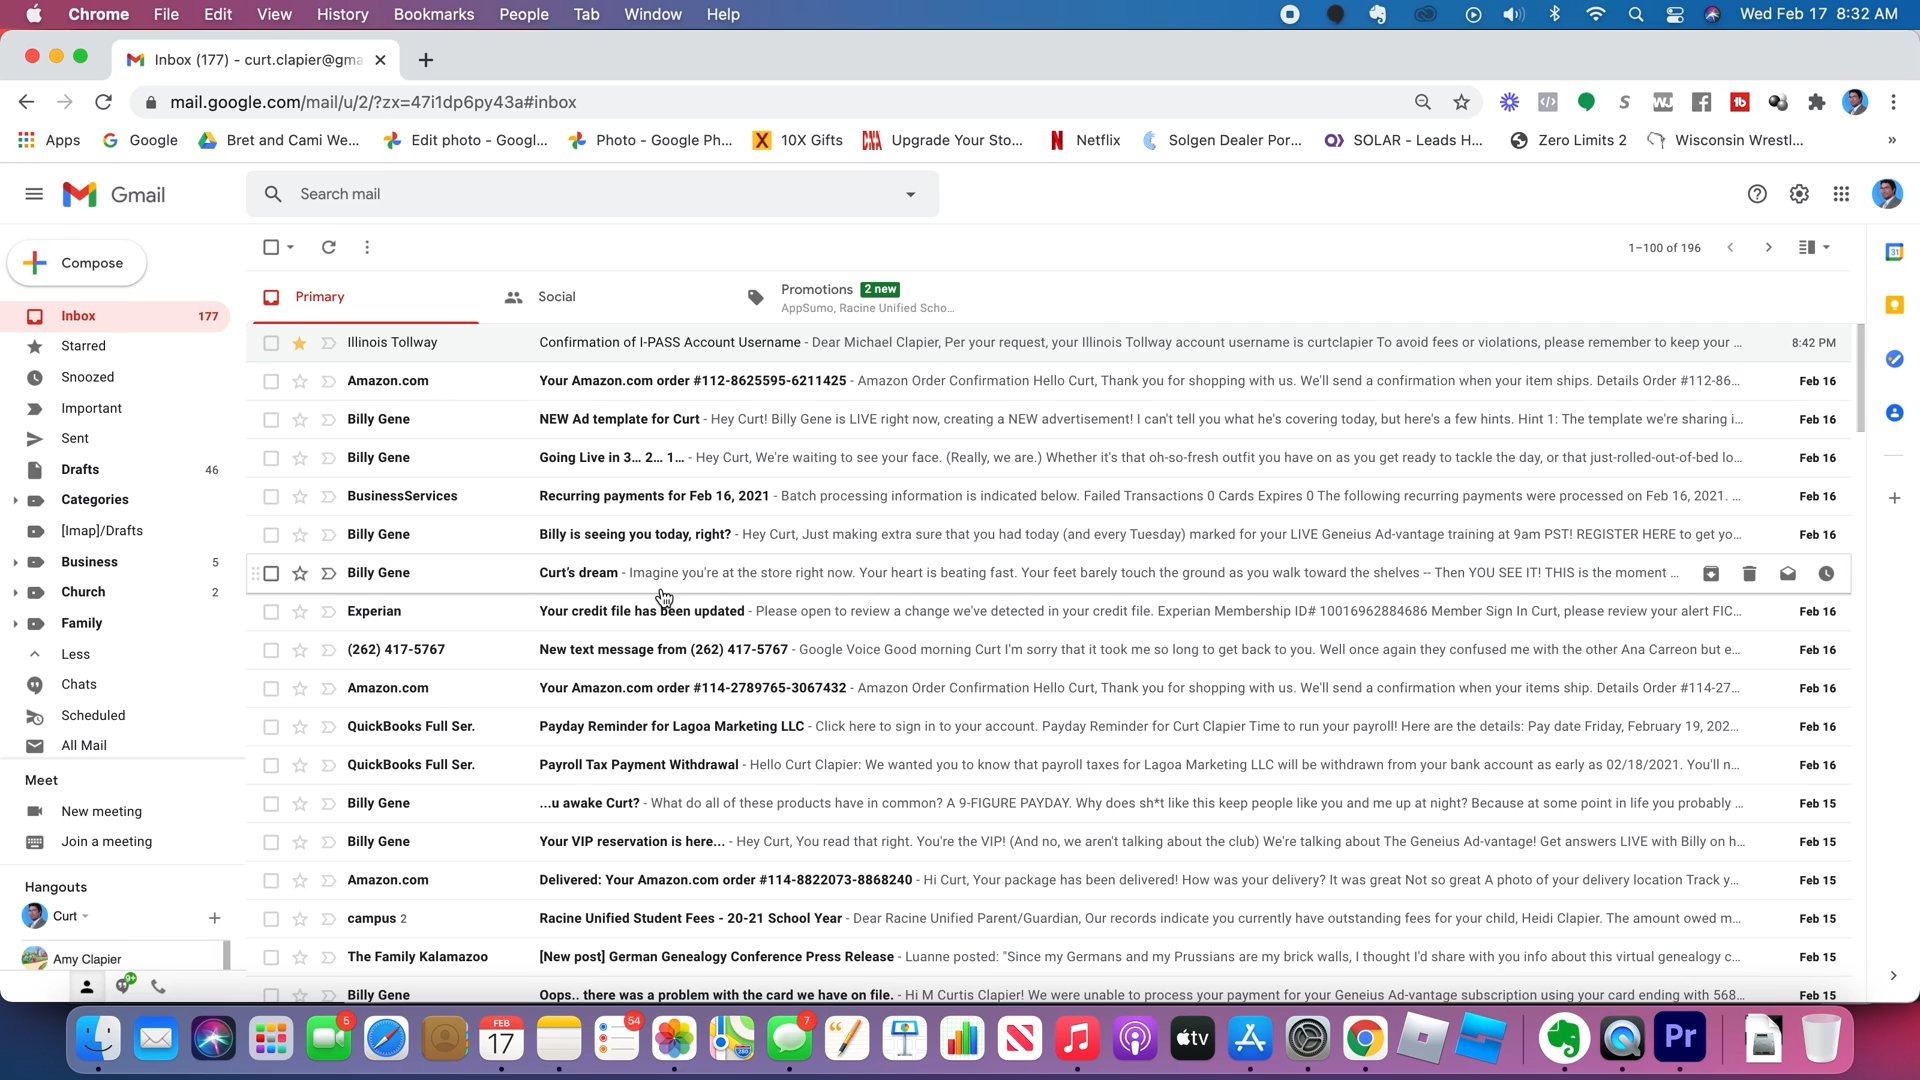 Chrome File Edit View History Bookmarks People Tab Window Help Wed Feb 17 8:32 AM
Inbox (177) - curt.clapier@gma
mail.google.com/mail/u/2/?zx=47i1dp6py43a#inbox
Apps Google Bret and Cami We... Edit photo - Googl... Photo - Google Ph... 10X Gifts Upgrade Your Sto... Netflix Solgen Dealer Por... SOLAR - Leads H... Zero Limits 2 Wisconsin Wrestl... »
Gmail Search mail
Compose 1–100 of 196
Primary Social Promotions 2 new
AppSumo, Racine Unified Scho...
Inbox 177
Starred
Snoozed
Important
Sent
Drafts 46
Categories
[Imap]/Drafts
Business 5
Church 2
Family
Less
Chats
Scheduled
All Mail
Meet
New meeting
Join a meeting
Hangouts
Curt
Amy Clapier
9+
Illinois Tollway Confirmation of I-PASS Account Username - Dear Michael Clapier, Per your request, your Illinois Tollway account username is curtclapier To avoid fees or violations, please remember to keep your ... 8:42 PM
Amazon.com Your Amazon.com order #112-8625595-6211425 - Amazon Order Confirmation Hello Curt, Thank you for shopping with us. We'll send a confirmation when your item ships. Details Order #112-86... Feb 16
Billy Gene NEW Ad template for Curt - Hey Curt! Billy Gene is LIVE right now, creating a NEW advertisement! I can't tell you what he's covering today, but here's a few hints. Hint 1: The template we're sharing i... Feb 16
Billy Gene Going Live in 3... 2... 1... - Hey Curt, We're waiting to see your face. (Really, we are.) Whether it's that oh-so-fresh outfit you have on as you get ready to tackle the day, or that just-rolled-out-of-bed lo... Feb 16
BusinessServices Recurring payments for Feb 16, 2021 - Batch processing information is indicated below. Failed Transactions 0 Cards Expires 0 The following recurring payments were processed on Feb 16, 2021. ... Feb 16
Billy Gene Billy is seeing you today, right? - Hey Curt, Just making extra sure that you had today (and every Tuesday) marked for your LIVE Geneius Ad-vantage training at 9am PST! REGISTER HERE to get yo... Feb 16
Billy Gene Curt's dream - Imagine you're at the store right now. Your heart is beating fast. Your feet barely touch the ground as you walk toward the shelves -- Then YOU SEE IT! THIS is the moment ...
Experian Your credit file has been updated - Please open to review a change we've detected in your credit file. Experian Membership ID# 10016962884686 Member Sign In Curt, please review your alert FIC... Feb 16
(262) 417-5767 New text message from (262) 417-5767 - Google Voice Good morning Curt I'm sorry that it took me so long to get back to you. Well once again they confused me with the other Ana Carreon but e... Feb 16
Amazon.com Your Amazon.com order #114-2789765-3067432 - Amazon Order Confirmation Hello Curt, Thank you for shopping with us. We'll send a confirmation when your items ship. Details Order #114-27... Feb 16
QuickBooks Full Ser. Payday Reminder for Lagoa Marketing LLC - Click here to sign in to your account. Payday Reminder for Curt Clapier Time to run your payroll! Here are the details: Pay date Friday, February 19, 202... Feb 16
QuickBooks Full Ser. Payroll Tax Payment Withdrawal - Hello Curt Clapier: We wanted you to know that payroll taxes for Lagoa Marketing LLC will be withdrawn from your bank account as early as 02/18/2021. You'll n... Feb 16
Billy Gene ...u awake Curt? - What do all of these products have in common? A 9-FIGURE PAYDAY. Why does sh*t like this keep people like you and me up at night? Because at some point in life you probably ... Feb 15
Billy Gene Your VIP reservation is here... - Hey Curt, You read that right. You're the VIP! (And no, we aren't talking about the club) We're talking about The Geneius Ad-vantage! Get answers LIVE with Billy on h... Feb 15
Amazon.com Delivered: Your Amazon.com order #114-8822073-8868240 - Hi Curt, Your package has been delivered! How was your delivery? It was great Not so great A photo of your delivery location Track y... Feb 15
campus 2 Racine Unified Student Fees - 20-21 School Year - Dear Racine Unified Parent/Guardian, Our records indicate you currently have outstanding fees for your child, Heidi Clapier. The amount owed m... Feb 15
The Family Kalamazoo [New post] German Genealogy Conference Press Release - Luanne posted: "Since my Germans and my Prussians are my brick walls, I thought I'd share with you info about this virtual genealogy c... Feb 15
Billy Gene Oops.. there was a problem with the card we have on file. - Hi M Curtis Clapier! We were unable to process your payment for your Geneius Ad-vantage subscription using your card ending with 568... Feb 15
5 FEB 17 54 7 tv Pr